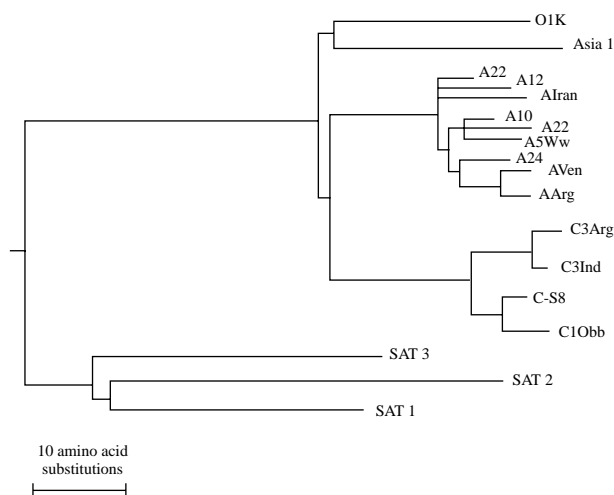 O1K
Asia 1
A22
A12
AIran
A10
A22
A5Ww
A24
AVen
AArg
C3Arg
C3Ind
C-S8
C1Obb
SAT 3
SAT 2
SAT 1
10 amino acid
substitutions